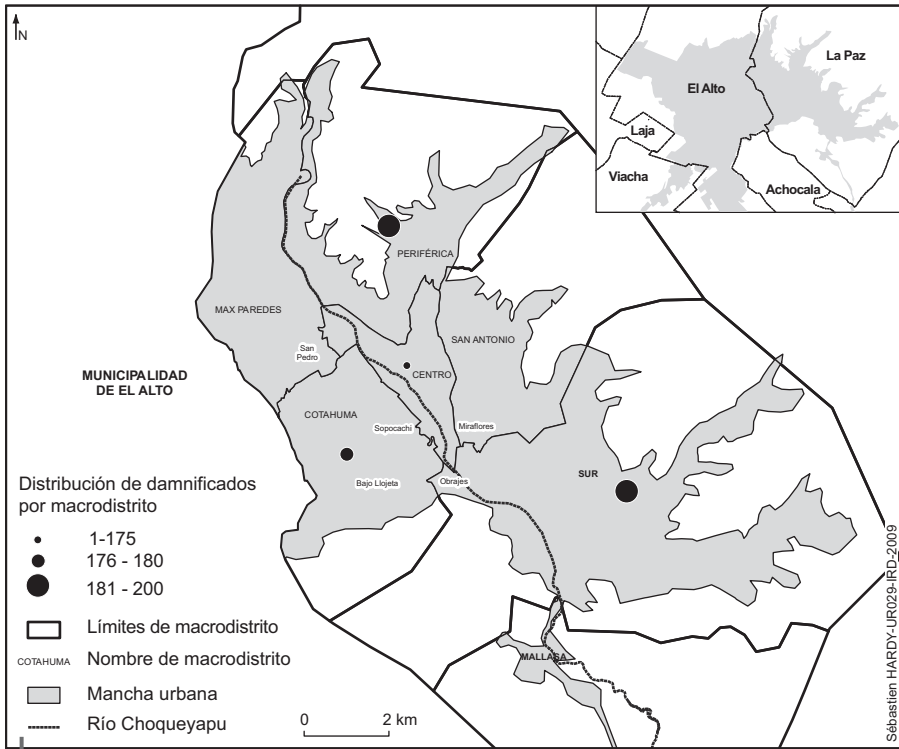 N
La Paz
El Alto
Laja
Viacha
Achocala
PERIFÉRICA
MAX PAREDES
SAN ANTONIO
San
Pedro
CENTRO
MUNICIPALIDAD
DE EL ALTO
COTAHUMA
Sopocachi
Miraflores
SUR
Bajo Llojeta
Obrajes
MALLASA
Distribución de damnificados
por macrodistrito
1-175
176 - 180
181 - 200
Límites de macrodistrito
COTAHUMA Nombre de macrodistrito
Mancha urbana
Río Choqueyapu
0 2 km
Sébastien HARDY-UR029-IRD-2009